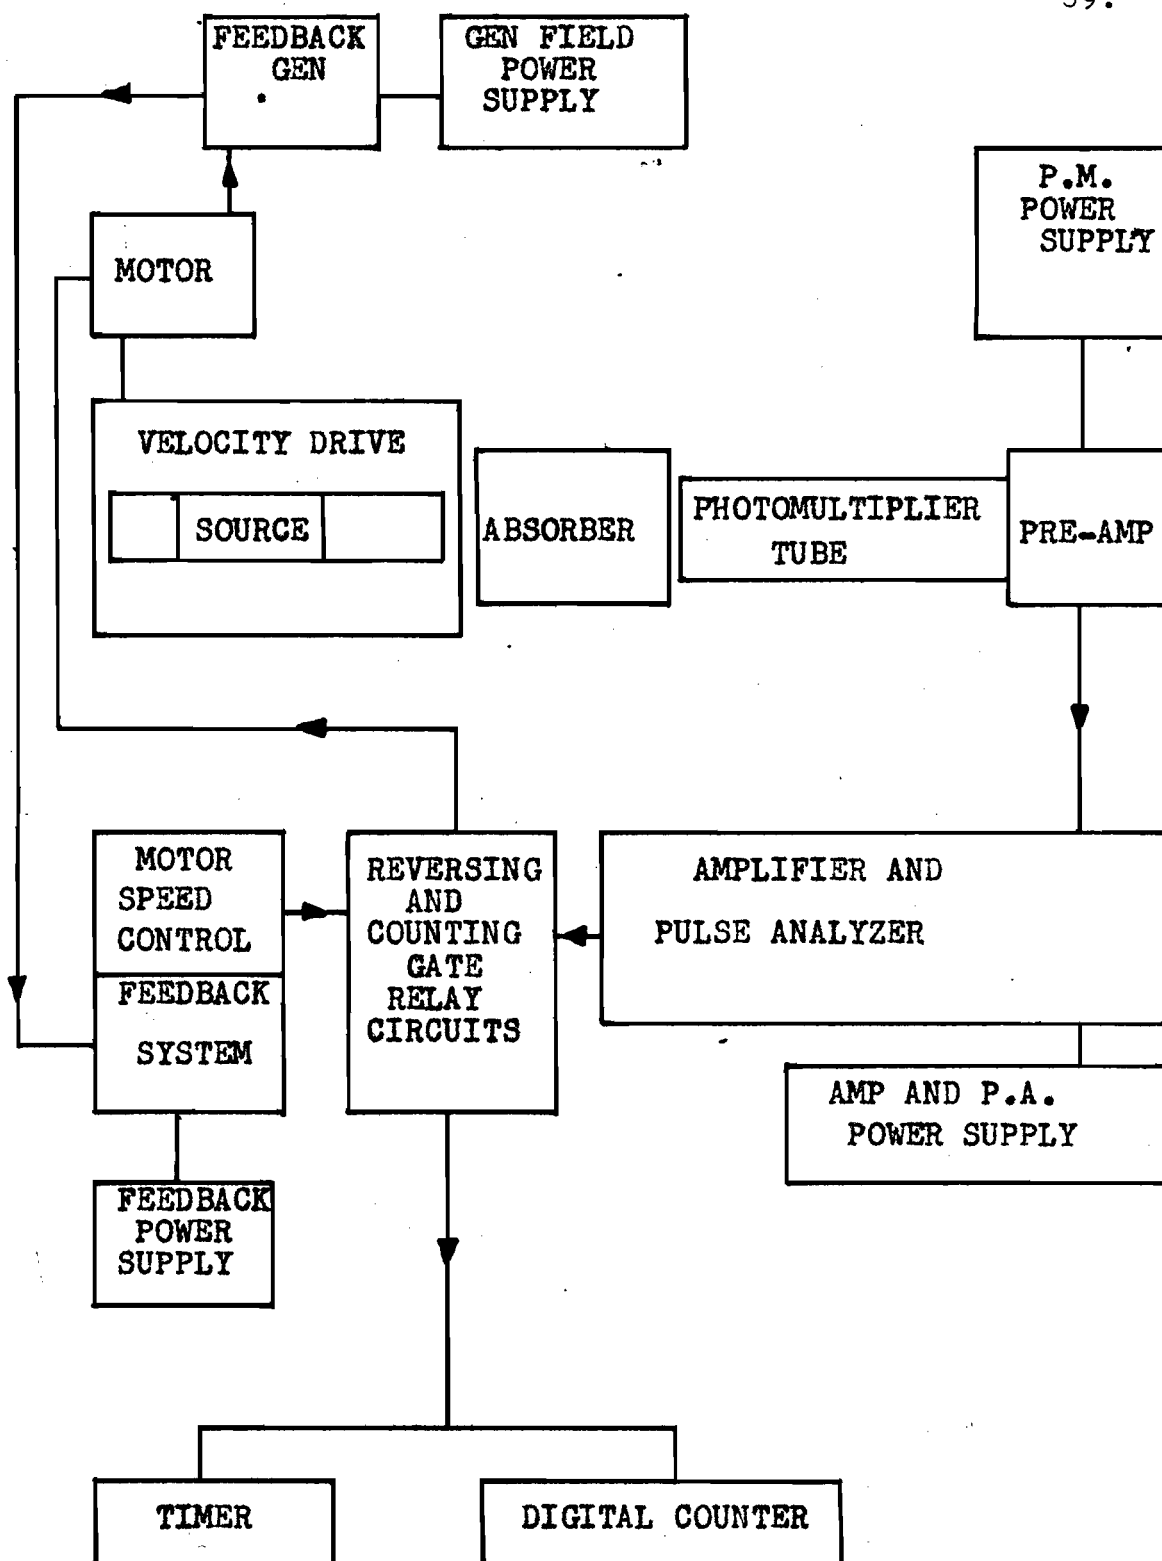 FEEDBACK
GEN
GEN FIELD
POWER
SUPPLY
P.M.
POWER
SUPPLY
MOTOR
VELOCITY DRIVE
SOURCE
ABSORBER
PHOTOMULTIPLIER
TUBE
PRE-AMP
MOTOR
SPEED
CONTROL
FEEDBACK
SYSTEM
REVERSING
AND
COUNTING
GATE
RELAY
CIRCUITS
AMPLIFIER AND
PULSE ANALYZER
AMP AND P.A.
POWER SUPPLY
FEEDBACK
POWER
SUPPLY
TIMER
DIGITAL COUNTER